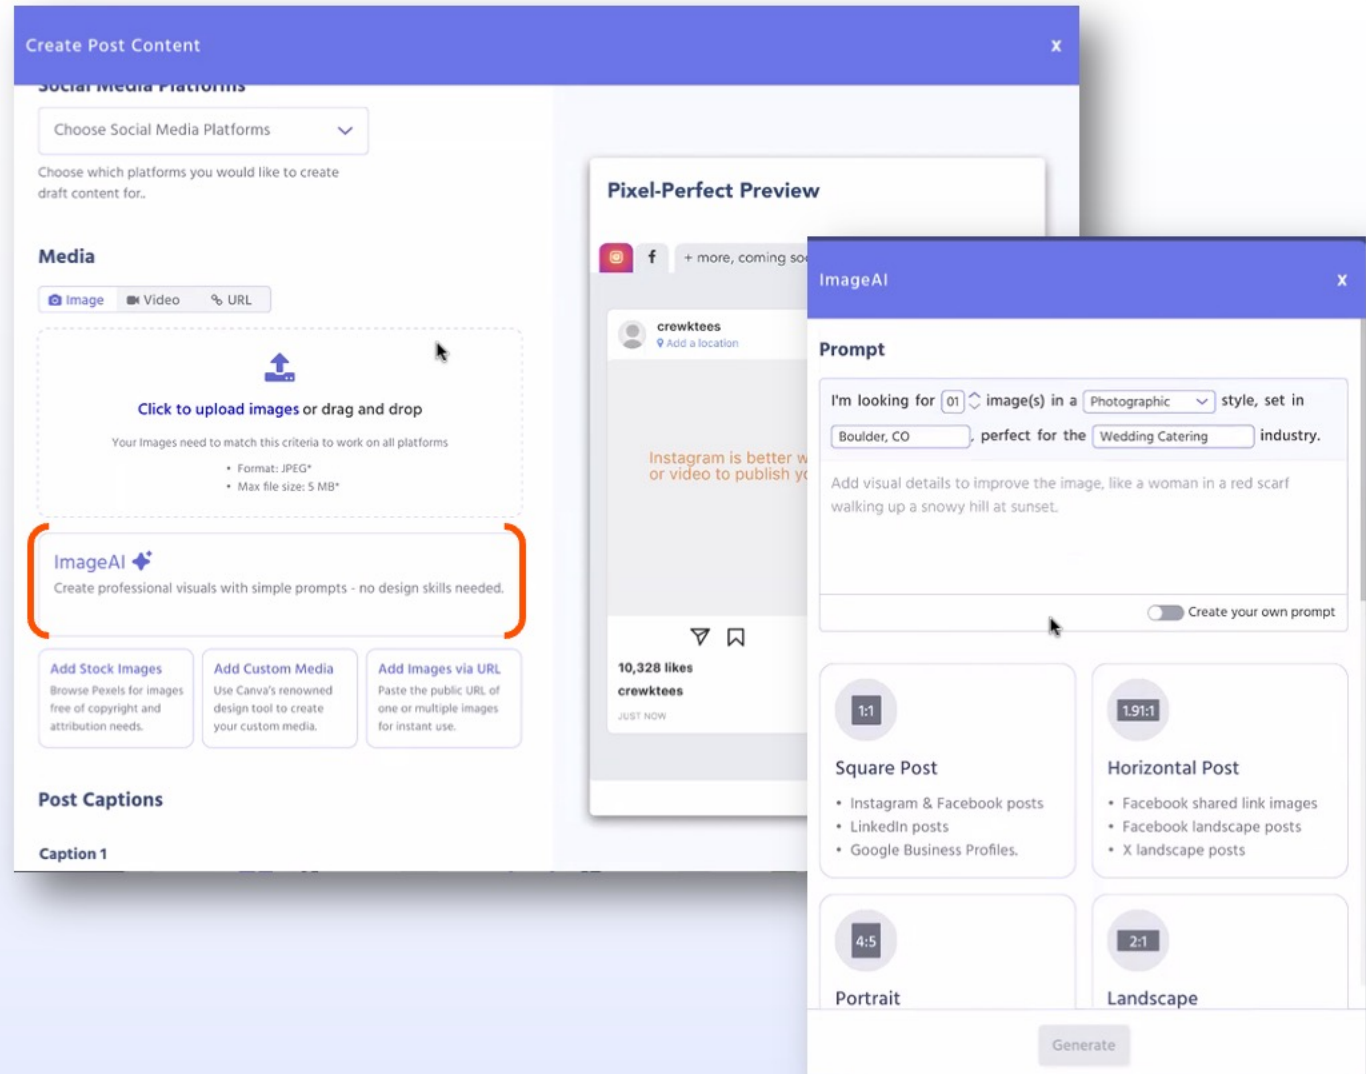 Create Post Content
x
Social Media Platforms
Choose Social Media Platforms
Choose which platforms you would like to create
draft content for..
Media
Image
Video
URL
Click to upload images or drag and drop
Your Images need to match this criteria to work on all platforms
• Format: JPEG*
• Max file size: 5 MB*
ImageAI
Create professional visuals with simple prompts - no design skills needed.
Add Stock Images
Browse Pexels for images
free of copyright and
attribution needs.
Add Custom Media
Use Canva's renowned
design tool to create
your custom media.
Add Images via URL
Paste the public URL of
one or multiple images
for instant use.
Post Captions
Caption 1
Pixel-Perfect Preview
f
+ more, coming soo
crewktees
Add a location
Instagram is better w
or video to publish yo
10,328 likes
crewktees
JUST NOW
ImageAI
x
Prompt
I'm looking for 01 image(s) in a Photographic style, set in
Boulder, CO , perfect for the Wedding Catering industry.
Add visual details to improve the image, like a woman in a red scarf
walking up a snowy hill at sunset.
Create your own prompt
1:1
Square Post
• Instagram & Facebook posts
• LinkedIn posts
• Google Business Profiles.
1.91:1
Horizontal Post
• Facebook shared link images
• Facebook landscape posts
• X landscape posts
4:5
Portrait
2:1
Landscape
Generate